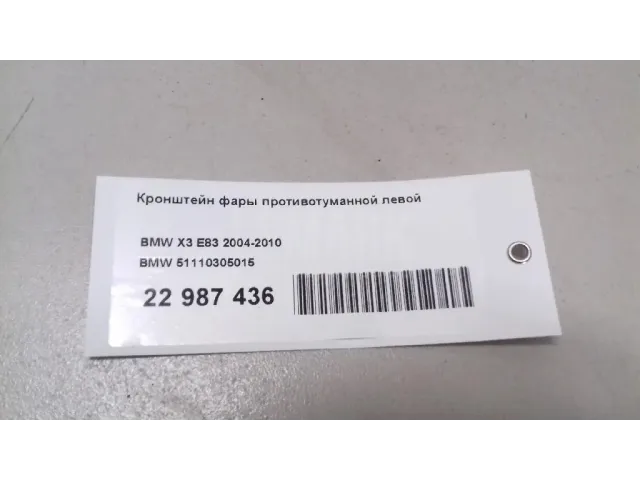 Кронштейн фары противотуманной левой
BMW X3 E83 2004-2010
BMW 51110305015
22 987 436